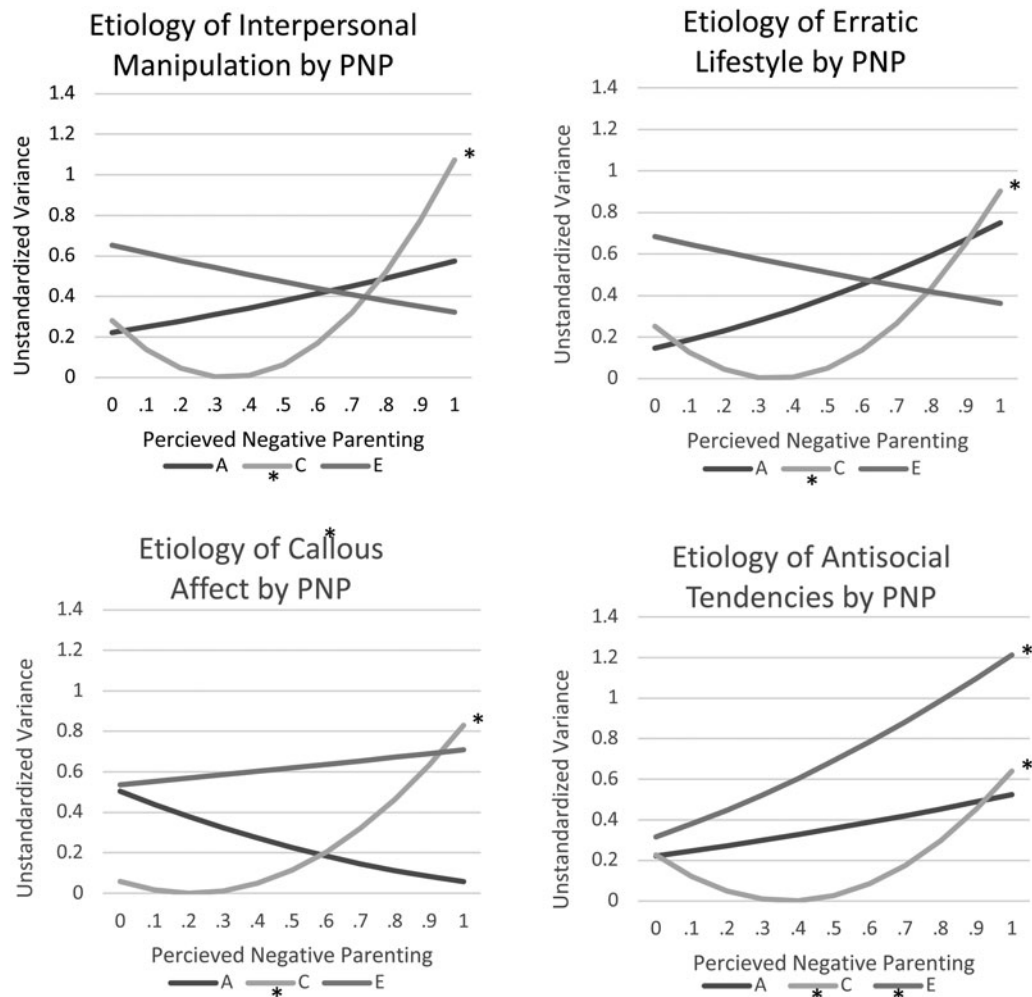 Etiology of Interpersonal
Manipulation by PNP
Unstandardized Variance
1.4
1.2
1
0.8
0.6
0.4
0.2
0
*
0 .1 .2 .3 .4 .5 .6 .7 .8 .9 1
Percieved Negative Parenting
A C E
*
Etiology of Erratic
Lifestyle by PNP
Unstandardized Variance
1.4
1.2
1
0.8
0.6
0.4
0.2
0
*
0 .1 .2 .3 .4 .5 .6 .7 .8 .9 1
Percieved Negative Parenting
A C E
*
*
Etiology of Callous
Affect by PNP
Unstandardized Variance
1.4
1.2
1
0.8
0.6
0.4
0.2
0
*
0 .1 .2 .3 .4 .5 .6 .7 .8 .9 1
Percieved Negative Parenting
A C E
*
Etiology of Antisocial
Tendencies by PNP
Unstandardized Variance
1.4
1.2
1
0.8
0.6
0.4
0.2
0
*
*
0 .1 .2 .3 .4 .5 .6 .7 .8 .9 1
Percieved Negative Parenting
A C E
* *